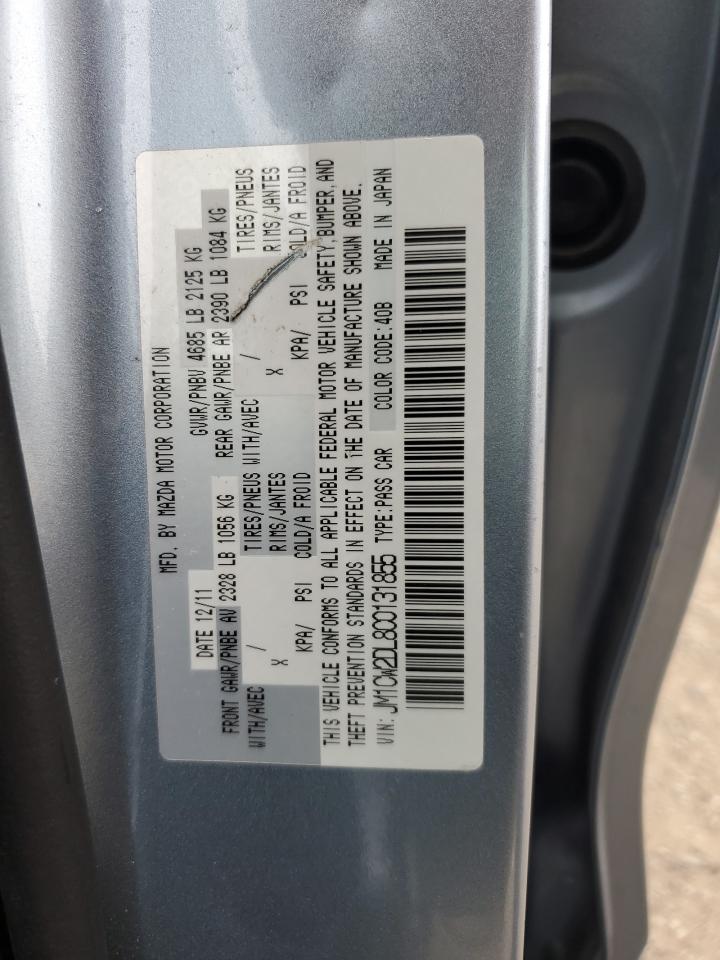 MFD. BY MAZDA MOTOR CORPORATION
DATE 12/11 GVWR/PNBV 4685 LB 2125 KG
FRONT GAWR/PNBE AV 2328 LB 1056 KG REAR GAWR/PNBE AR 2390 LB 1084 KG
WITH/AVEC / TIRES/PNEUS WITH/AVEC / TIRES/PNEUS
X RIMS/JANTES X RIMS/JANTES
KPA/ PSI COLD/A FROID KPA/ PSI COLD/A FROID
THIS VEHICLE CONFORMS TO ALL APPLICABLE FEDERAL MOTOR VEHICLE SAFETY, BUMPER, AND
THEFT PREVENTION STANDARDS IN EFFECT ON THE DATE OF MANUFACTURE SHOWN ABOVE.
VIN: JM1CW2DL8C0131855 TYPE:PASS CAR COLOR CODE:40B MADE IN JAPAN